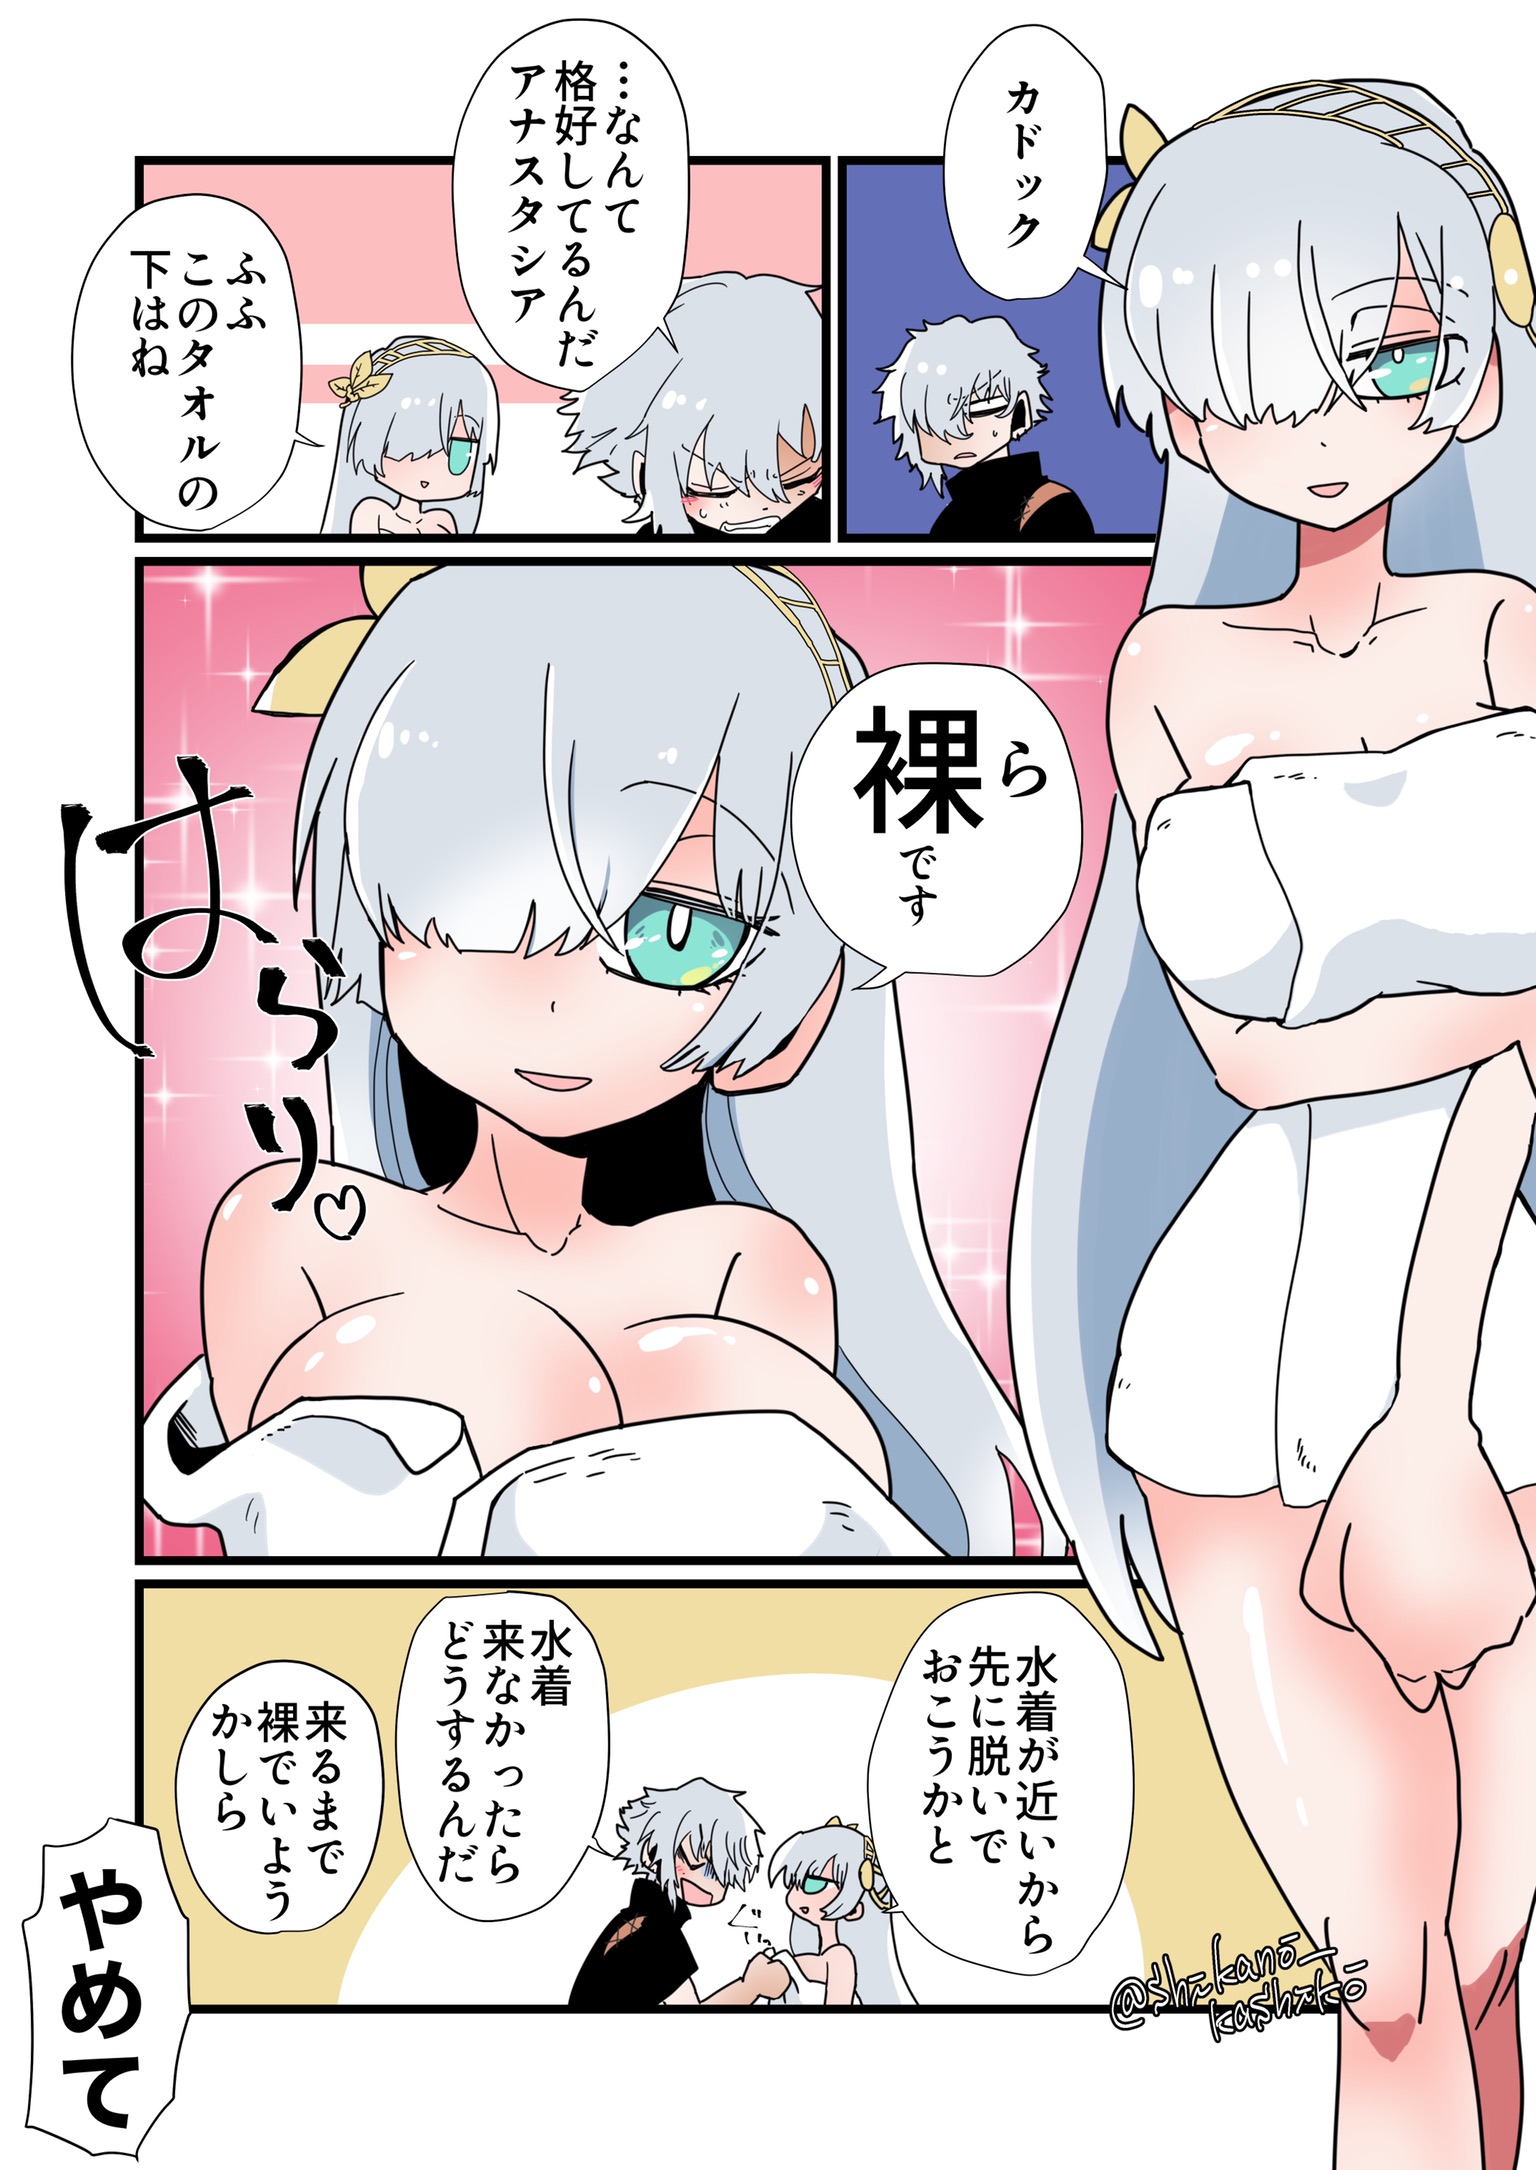 カドック
…なんて
格好してるんだ
アナスタシア
ふふ
このタオルの
下はね
ら
裸です
はらり♡
水着が近いから
先に脱いで
おこうかと
水着
来なかったら
どうするんだ
来るまで
裸でいよう
かしら
やめて
@shikano_
kashiko